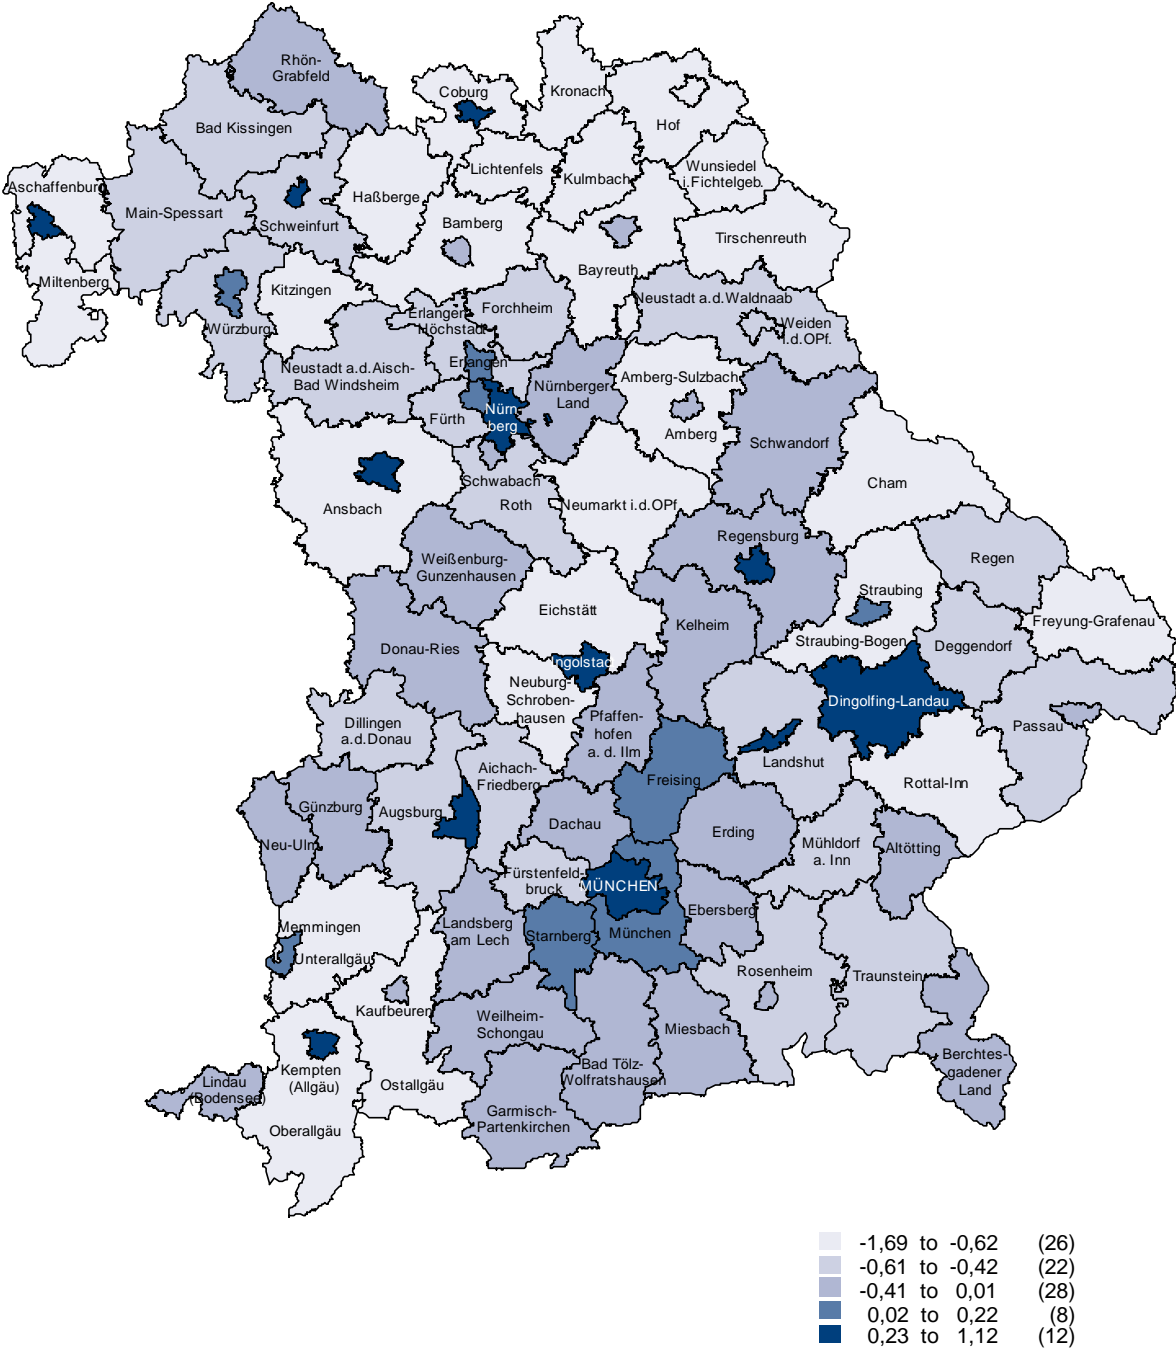 Rhön-
Grabfeld
Coburg
Kronach
Hof
Bad Kissingen
Lichtenfels
Kulmbach
Wunsiedel
i.Fichtelgeb.
Aschaffenburg
Main-Spessart
Schweinfurt
Haßberge
Bamberg
Bayreuth
Tirschenreuth
Miltenberg
Kitzingen
Würzburg
Erlangen-
Höchstadt
Forchheim
Neustadt a.d.Waldnaab
Weiden
i.d.OPf.
Neustadt a.d.Aisch-
Bad Windsheim
Erlangen
Fürth
Nürn
berg
Nürnberger
Land
Amberg-Sulzbach
Amberg
Schwandorf
Cham
Ansbach
Schwabach
Roth
Neumarkt i.d.OPf.
Regensburg
Regen
Weißenburg-
Gunzenhausen
Eichstätt
Kelheim
Straubing
Straubing-Bogen
Freyung-Grafenau
Deggendorf
Donau-Ries
Ingolstadt
Neuburg-
Schroben-
hausen
Pfaffen-
hofen
a. d. Ilm
Dingolfing-Landau
Passau
Dillingen
a.d.Donau
Aichach-
Friedberg
Freising
Landshut
Rottal-Inn
Günzburg
Augsburg
Neu-Ulm
Dachau
Erding
Mühldorf
a. Inn
Altötting
Fürstenfeld-
bruck
MÜNCHEN
München
Ebersberg
Memmingen
Unterallgäu
Landsberg
am Lech
Starnberg
Rosenheim
Traunstein
Kaufbeuren
Weilheim-
Schongau
Miesbach
Berchtes-
gadener
Land
Lindau
(Bodensee)
Kempten
(Allgäu)
Ostallgäu
Bad Tölz-
Wolfratshausen
Garmisch-
Partenkirchen
Oberallgäu
-1,69 to -0,62 (26)
-0,61 to -0,42 (22)
-0,41 to 0,01 (28)
0,02 to 0,22 (8)
0,23 to 1,12 (12)